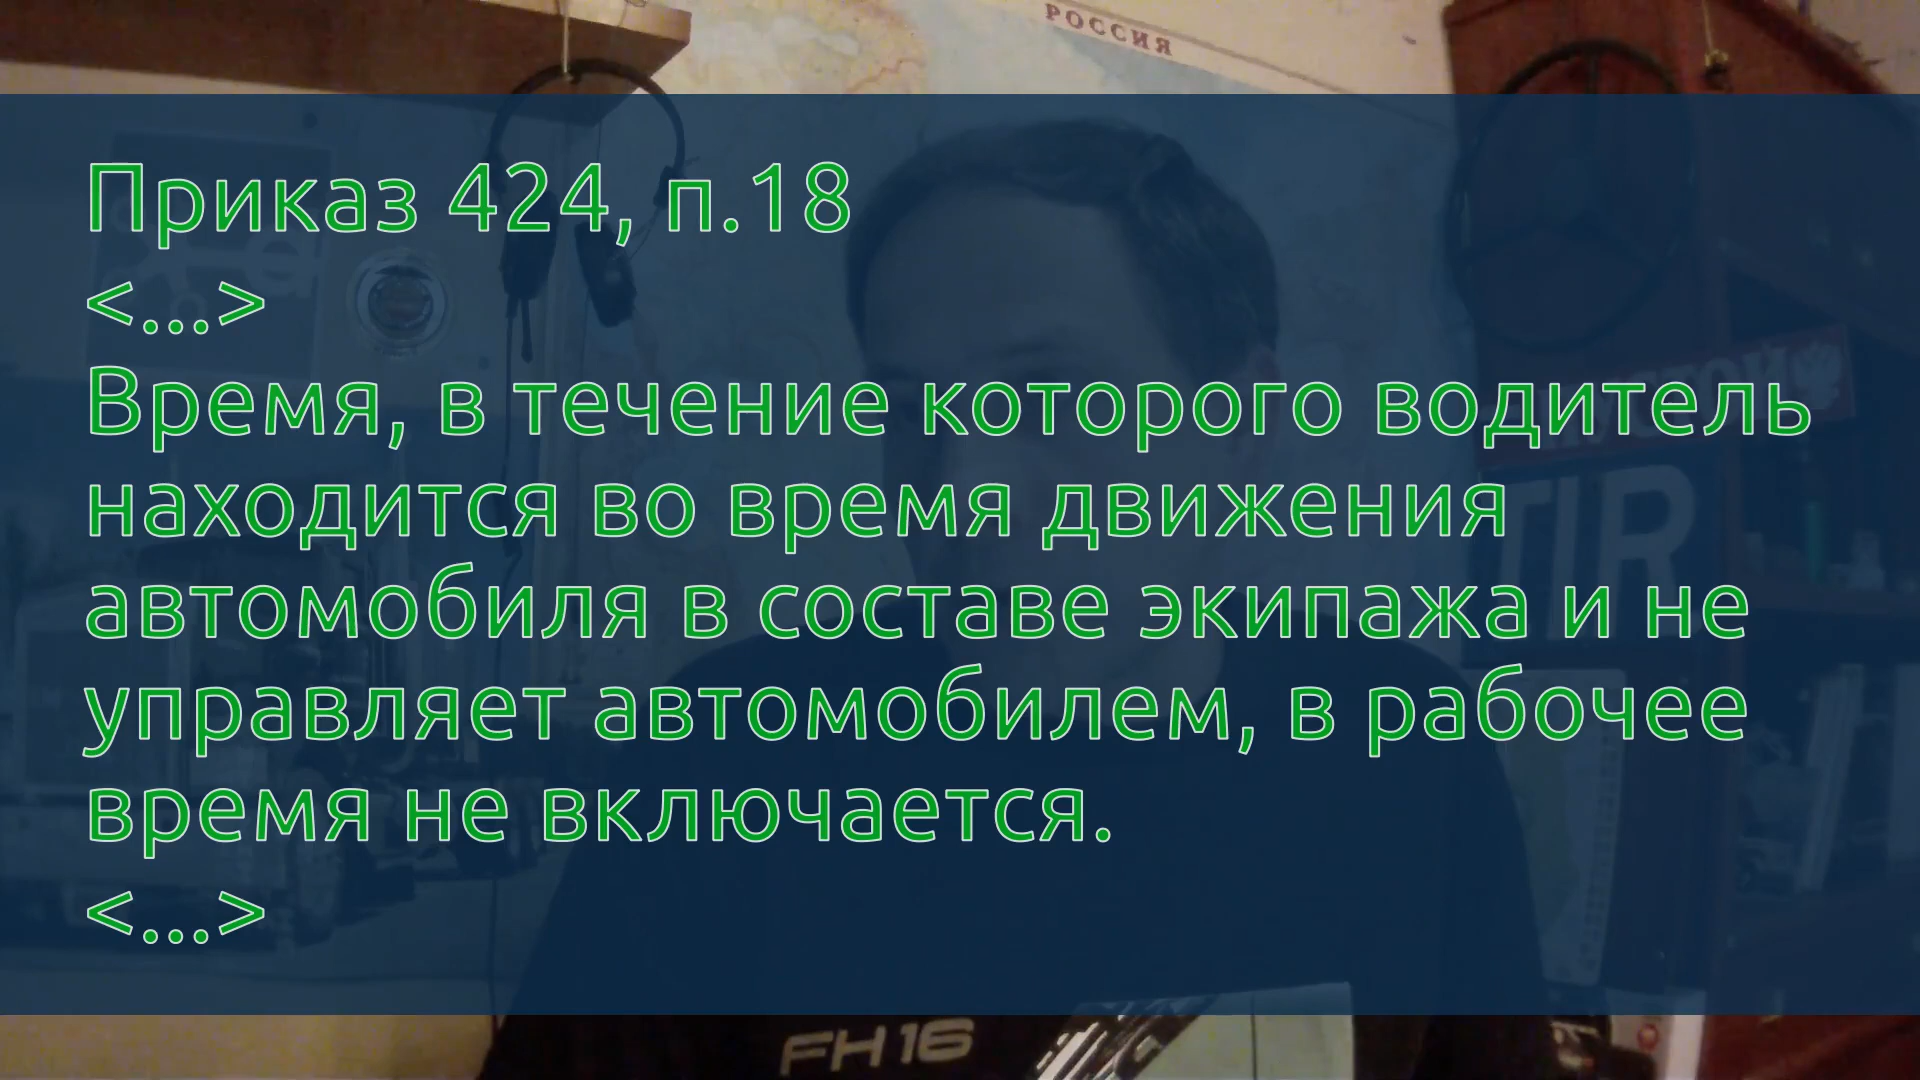 РОССИЯ
Приказ 424, п.18
<...>
Время, в течение которого водитель
находится во время движения
автомобиля в составе экипажа и не
управляет автомобилем, в рабочее
время не включается.
<...>
TIR
FH16